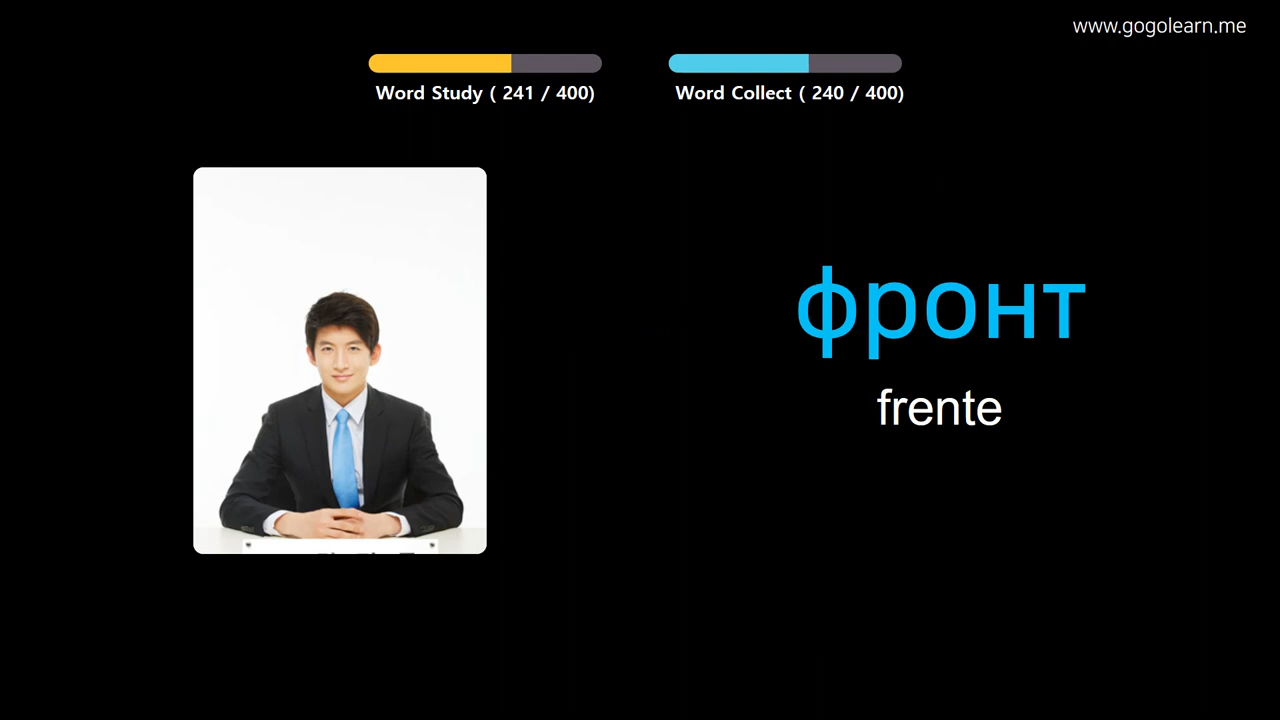 www.gogolearn.me
Word Study ( 241 / 400)
Word Collect ( 240 / 400)
фронт
frente